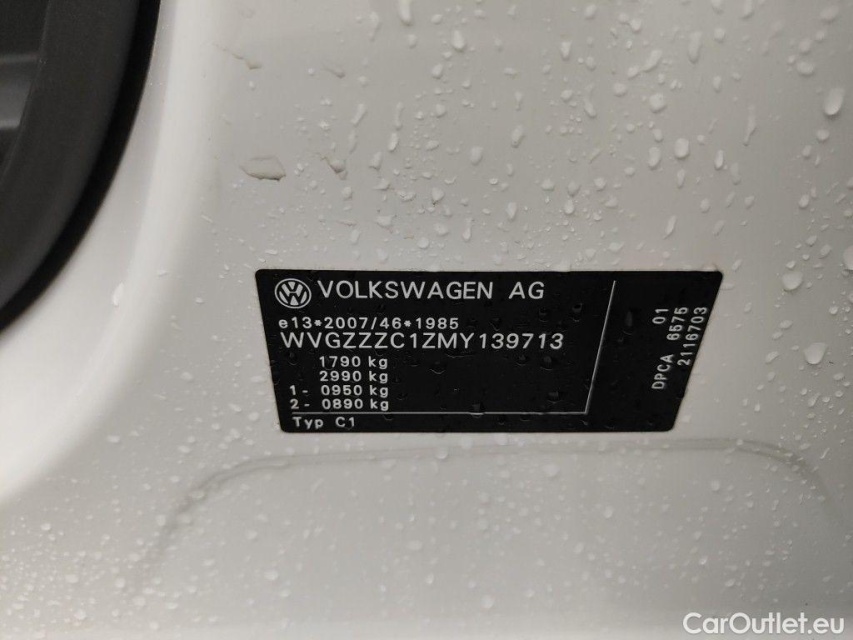 VOLKSWAGEN AG
e13*2007/46*1985
WVGZZZC1ZMY139713
1790 kg
2990 kg
1- 0950 kg
2- 0890 kg
Typ C1
01
DPCA 6575
2116703
CarOutlet.eu